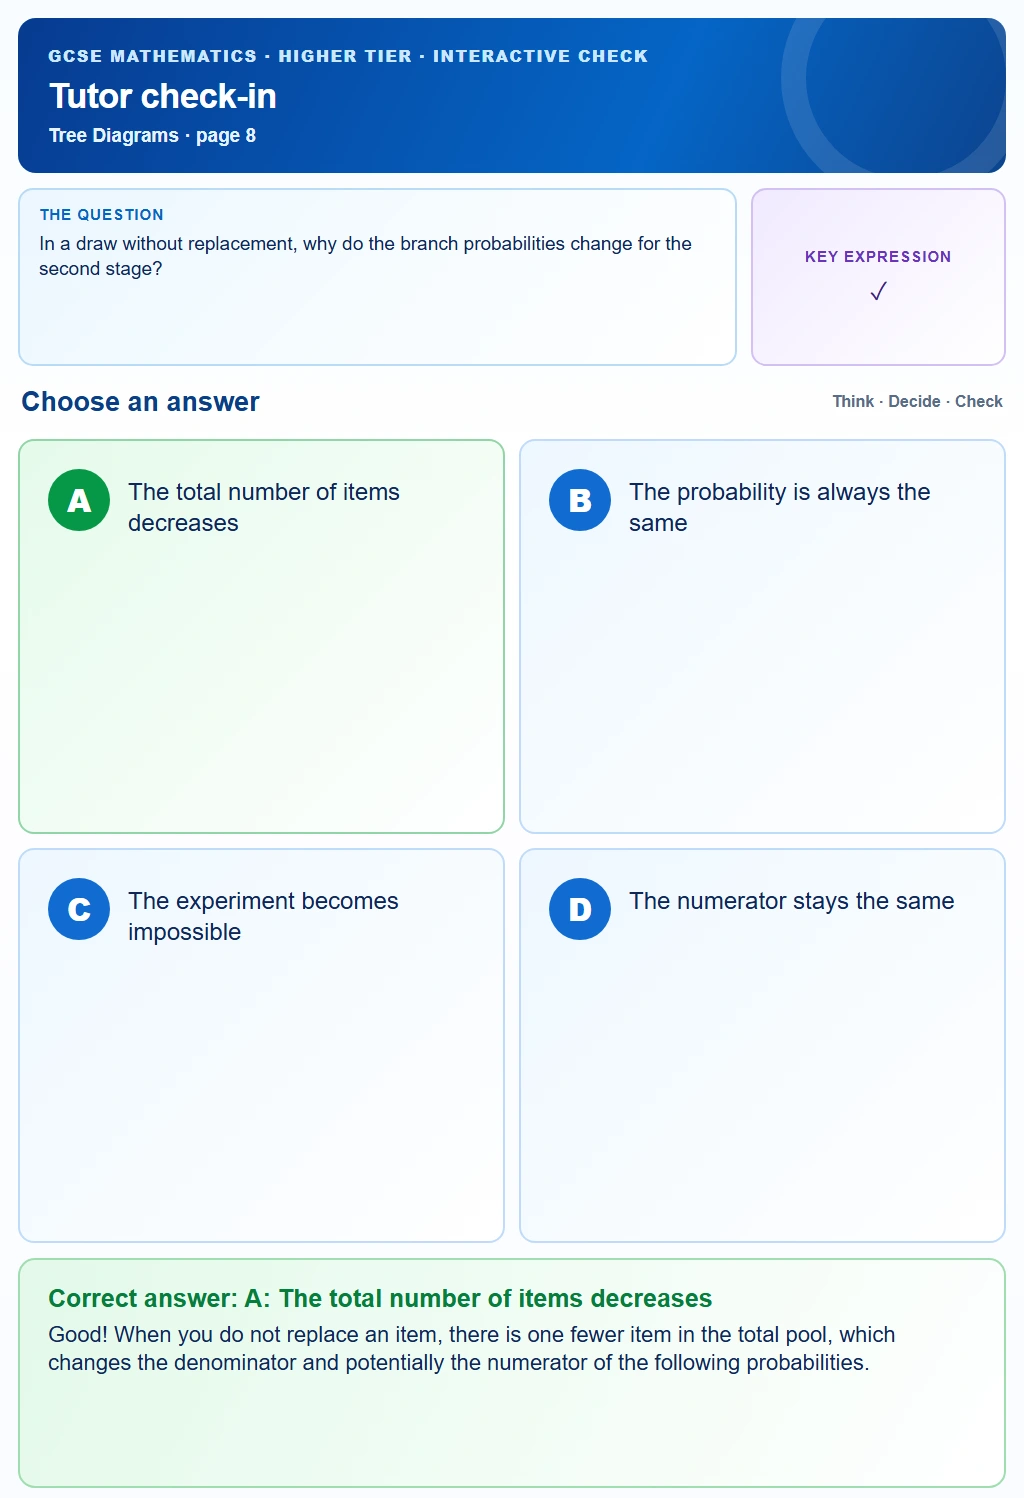 GCSE MATHEMATICS · HIGHER TIER · INTERACTIVE CHECK
Tutor check-in
Tree Diagrams · page 8
THE QUESTION
In a draw without replacement, why do the branch probabilities change for the
second stage?
KEY EXPRESSION
✓
Choose an answer
Think · Decide · Check
A
The total number of items
decreases
B
The probability is always the
same
C
The experiment becomes
impossible
D
The numerator stays the same
Correct answer: A: The total number of items decreases
Good! When you do not replace an item, there is one fewer item in the total pool, which
changes the denominator and potentially the numerator of the following probabilities.